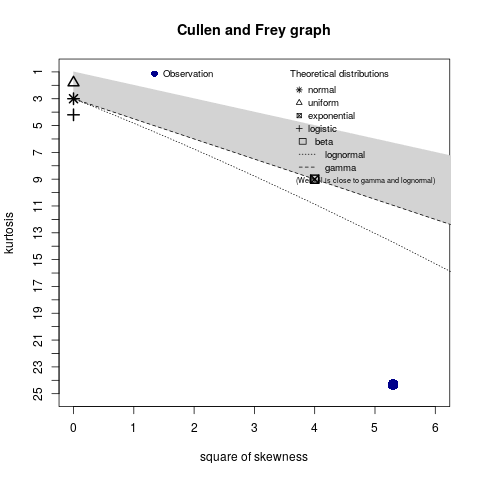 Cullen and Frey graph
Observation
Theoretical distributions
normal
uniform
exponential
logistic
beta
lognormal
gamma
(Weibull is close to gamma and lognormal)
kurtosis
1
3
5
7
9
11
13
15
17
19
21
23
25
0 1 2 3 4 5 6
square of skewness